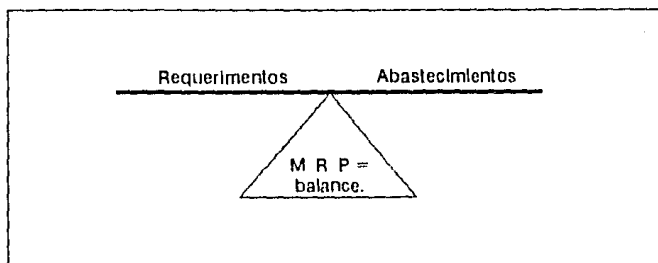 Requerimentos Abastecimientos
M R P =
balance.